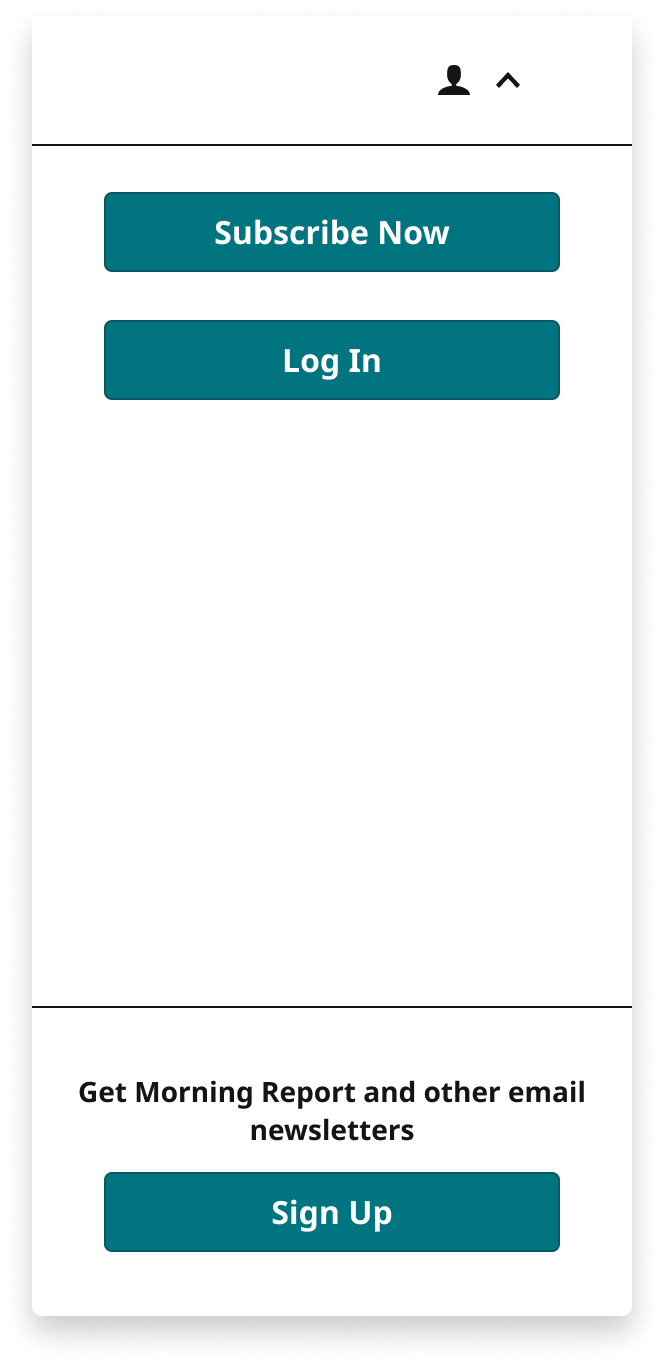 Subscribe Now
Log In
Get Morning Report and other email
newsletters
Sign Up